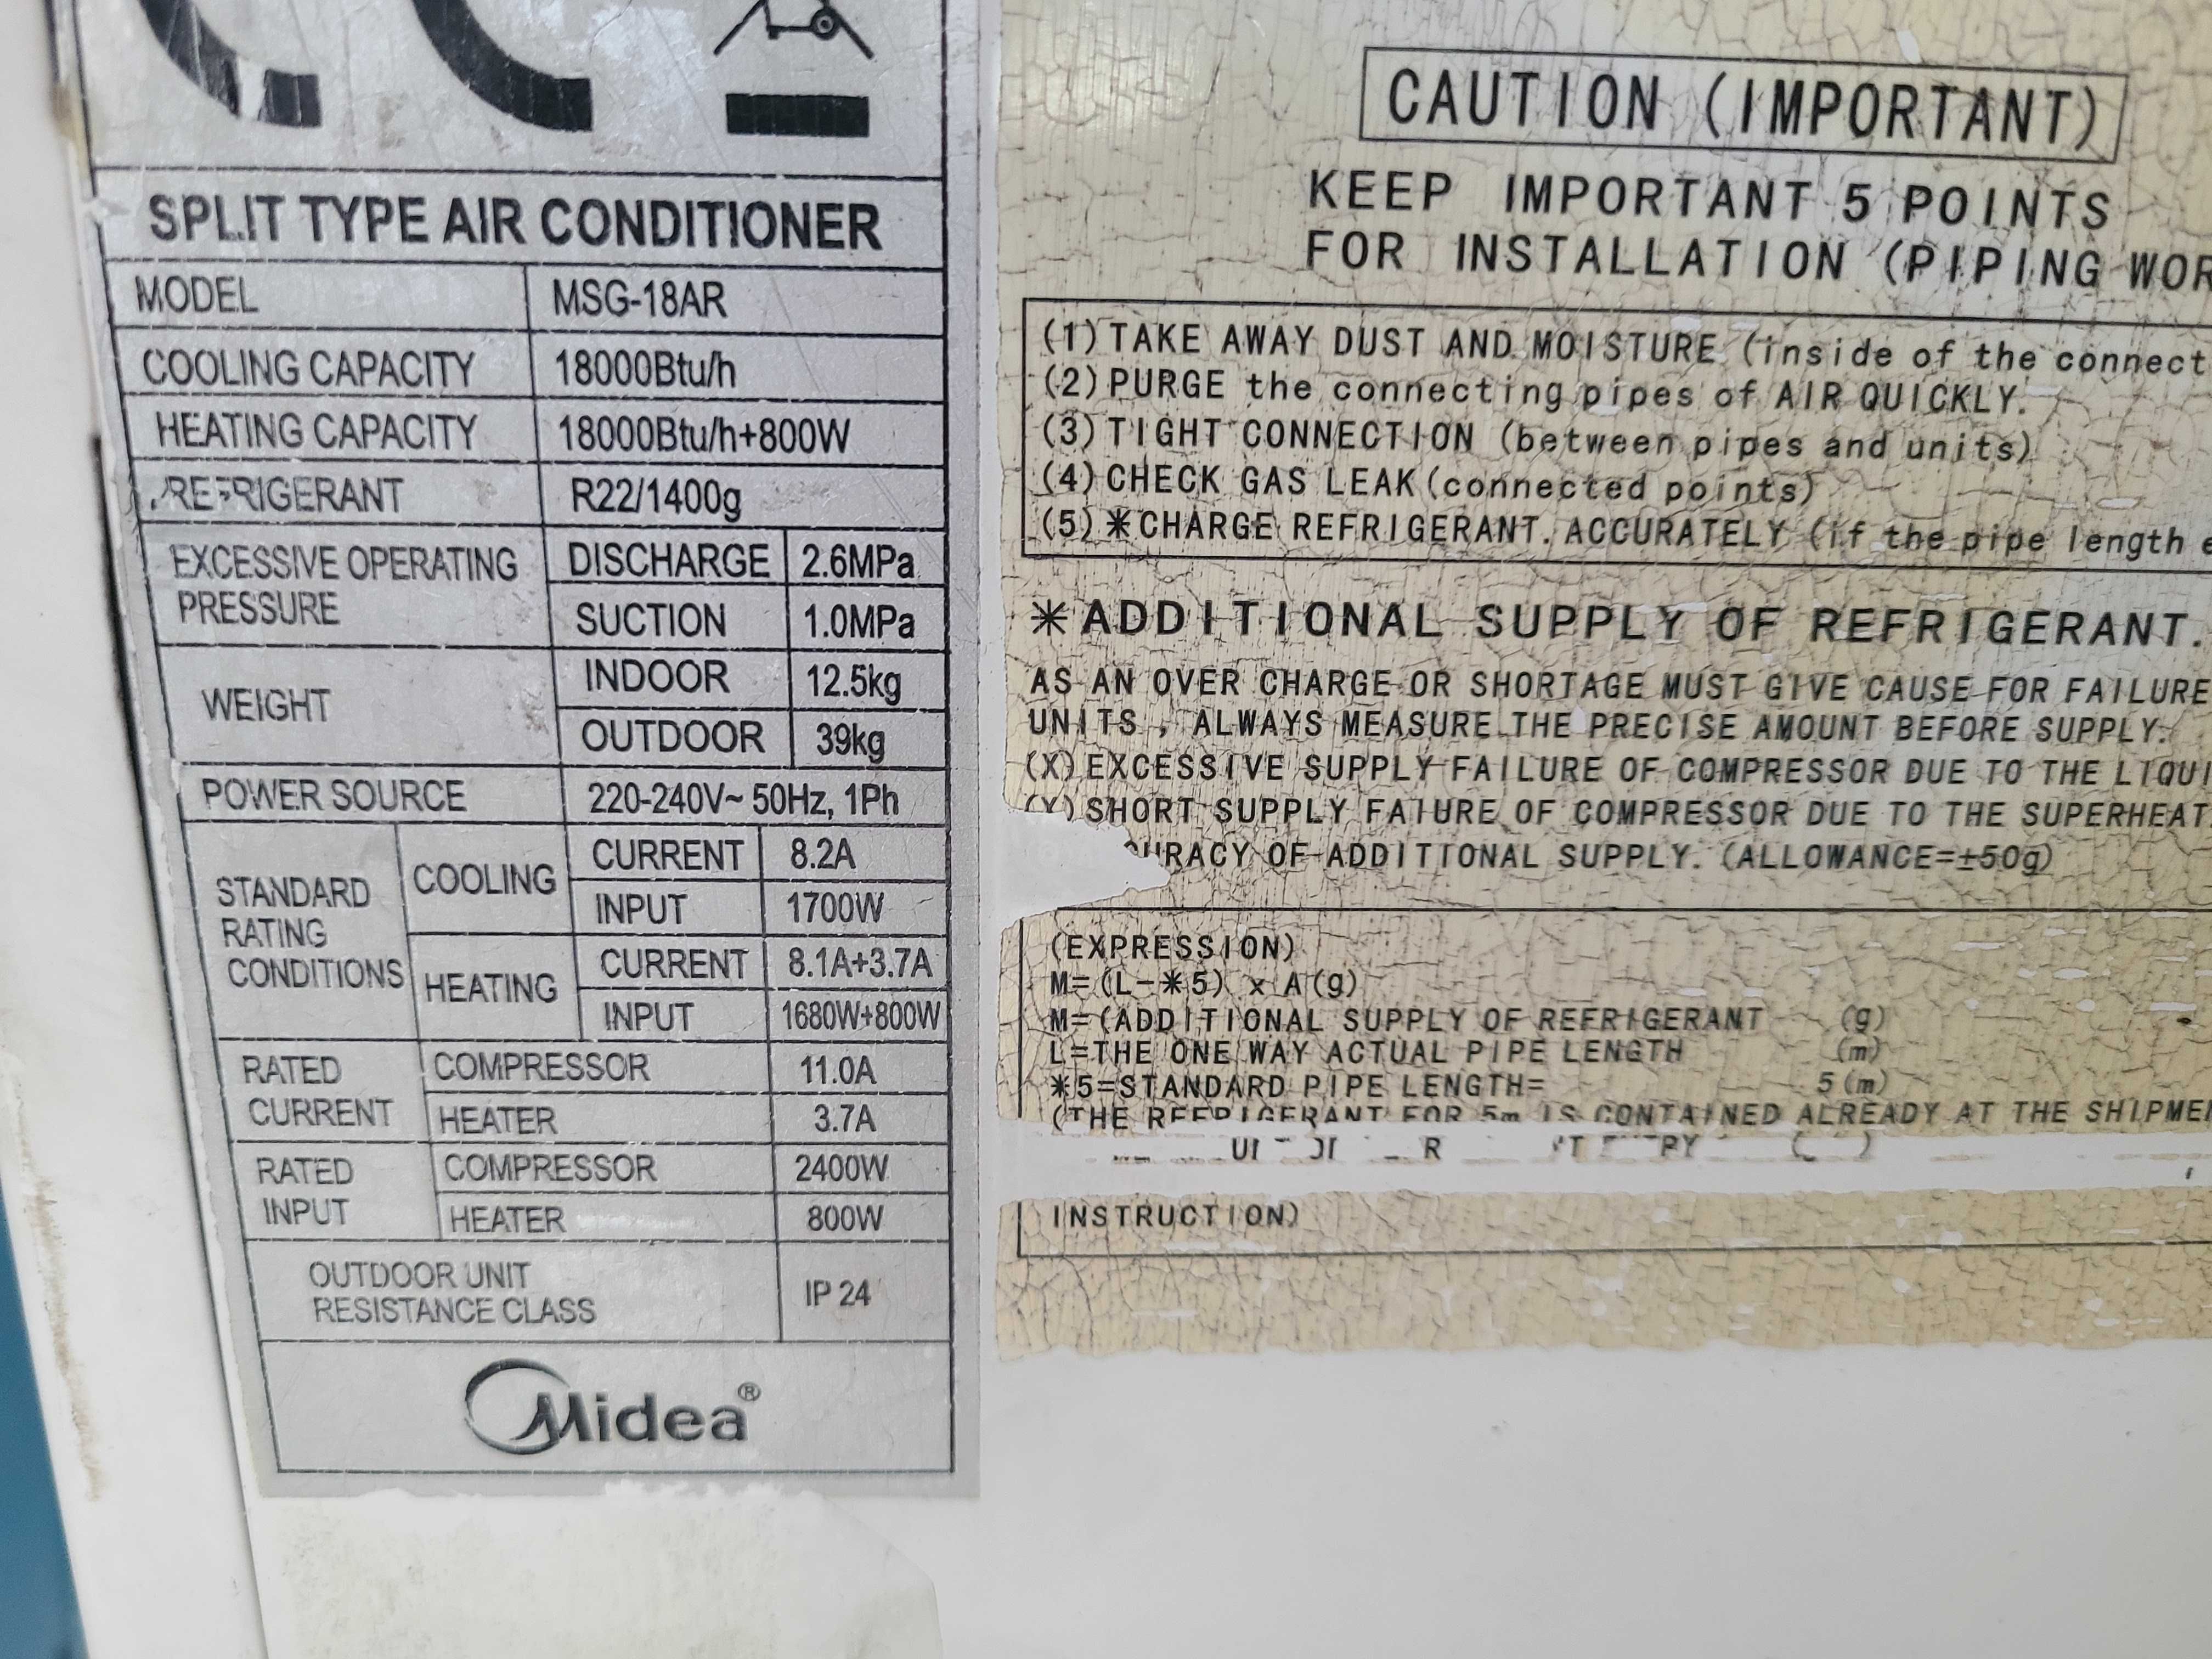 SPLIT TYPE AIR CONDITIONER
MODEL MSG-18AR
COOLING CAPACITY 18000Btu/h
HEATING CAPACITY 18000Btu/h+800W
REFRIGERANT R22/1400g
EXCESSIVE OPERATING PRESSURE DISCHARGE 2.6MPa
SUCTION 1.0MPa
WEIGHT INDOOR 12.5kg
OUTDOOR 39kg
POWER SOURCE 220-240V~ 50Hz, 1Ph
STANDARD RATING CONDITIONS COOLING CURRENT 8.2A
INPUT 1700W
HEATING CURRENT 8.1A+3.7A
INPUT 1680W+800W
RATED CURRENT COMPRESSOR 11.0A
HEATER 3.7A
RATED INPUT COMPRESSOR 2400W
HEATER 800W
OUTDOOR UNIT RESISTANCE CLASS IP 24
Midea®
CAUTION (IMPORTANT)
KEEP IMPORTANT 5 POINTS
FOR INSTALLATION (PIPING
(1) TAKE AWAY DUST AND MOISTURE (inside of the
(2) PURGE the connecting pipes of AIR QUICKLY.
(3) TIGHT CONNECTION (between pipes and units)
(4) CHECK GAS LEAK (connected points)
(5) *CHARGE REFRIGERANT. ACCURATELY (if the pipe length
*ADDITIONAL SUPPLY OF REFRIGERANT.
AS AN OVER CHARGE OR SHORTAGE MUST GIVE CAUSE FOR FAILURE
UNITS , ALWAYS MEASURE THE PRECISE AMOUNT BEFORE SUPPLY.
(X) EXCESSIVE SUPPLY FAILURE OF COMPRESSOR DUE TO THE
(Y) SHORT SUPPLY FAIURE OF COMPRESSOR DUE TO THE
OF ADDITIONAL SUPPLY. (ALLOWANCE=±50g)
(EXPRESSION)
M=(L-*5) x A(g)
M=(ADDITIONAL SUPPLY OF REFRIGERANT (g)
L=THE ONE WAY ACTUAL PIPE LENGTH (m)
*5=STANDARD PIPE LENGTH= 5(m)
(THE REFRIGERANT FOR 5m IS CONTAINED ALREADY AT THE
INSTRUCTION)